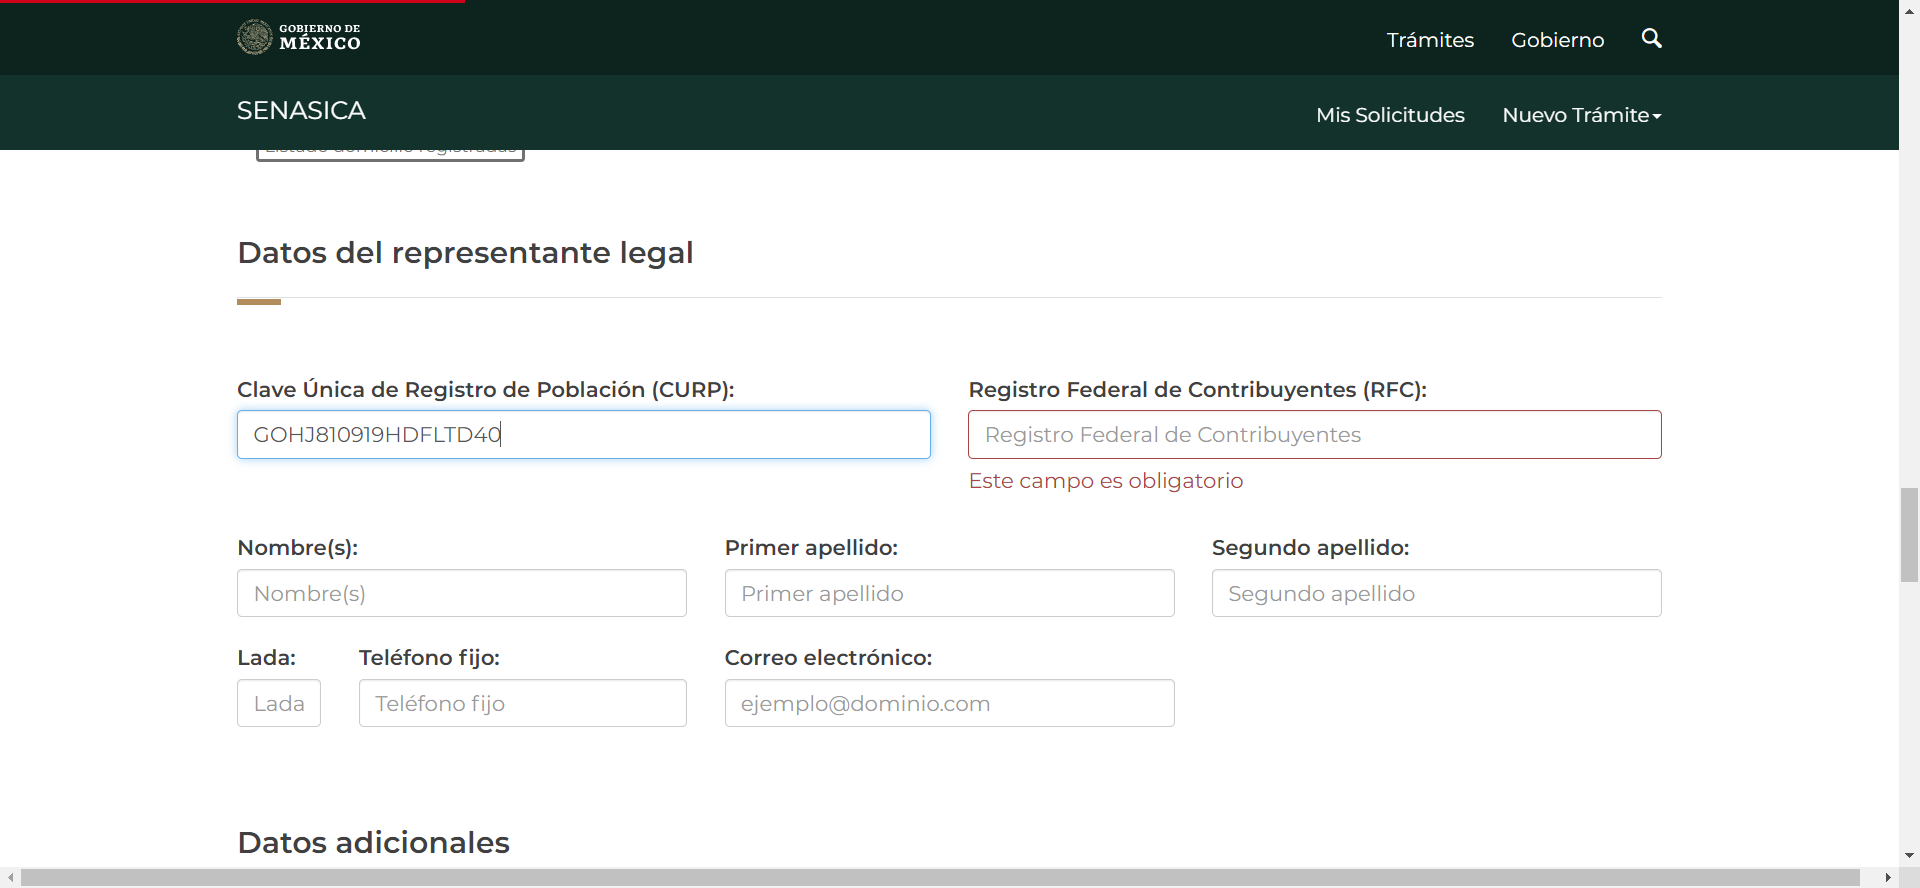 GOBIERNO DE
MÉXICO
Trámites
Gobierno
SENASICA
Mis Solicitudes
Nuevo Trámite
Listado domicilio registradas
Datos del representante legal
Clave Única de Registro de Población (CURP):
Registro Federal de Contribuyentes (RFC):
GOHJ810919HDFLTD40
Registro Federal de Contribuyentes
Este campo es obligatorio
Nombre(s):
Primer apellido:
Segundo apellido:
Nombre(s)
Primer apellido
Segundo apellido
Lada:
Teléfono fijo:
Correo electrónico:
Lada
Teléfono fijo
ejemplo@dominio.com
Datos adicionales